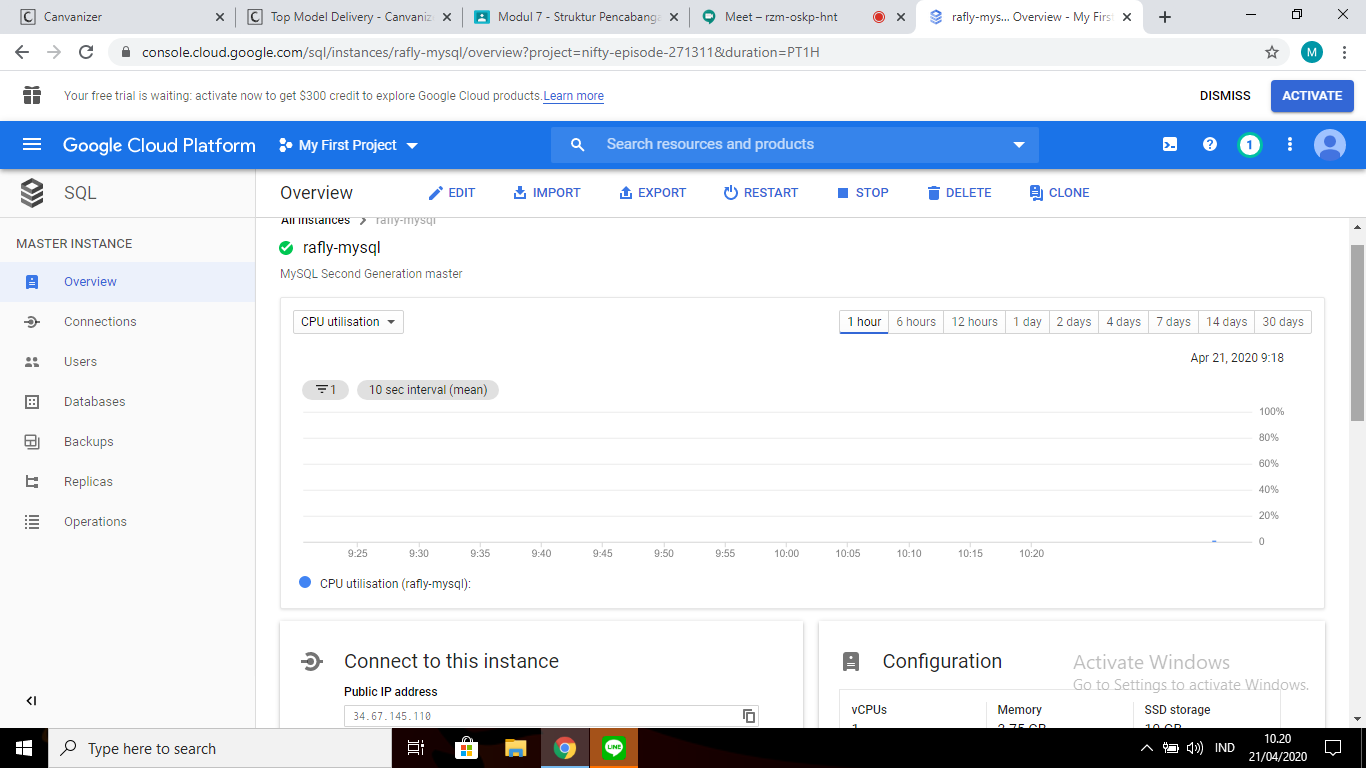 Canvanizer
Top Model Delivery - Canvaniz
Modul 7 - Struktur Pencabanga
Meet – rzm-oskp-hnt
rafly-mys... Overview - My Firs
console.cloud.google.com/sql/instances/rafly-mysql/overview?project=nifty-episode-271311&duration=PT1H
M
Your free trial is waiting: activate now to get $300 credit to explore Google Cloud products. Learn more
DISMISS
ACTIVATE
Google Cloud Platform
My First Project
Search resources and products
1
SQL
Overview
EDIT
IMPORT
EXPORT
RESTART
STOP
DELETE
CLONE
MASTER INSTANCE
Overview
Connections
Users
Databases
Backups
Replicas
Operations
All instances
rafly-mysql
rafly-mysql
MySQL Second Generation master
CPU utilisation
1 hour
6 hours
12 hours
1 day
2 days
4 days
7 days
14 days
30 days
Apr 21, 2020 9:18
1
10 sec interval (mean)
100%
80%
60%
40%
20%
0
9:25
9:30
9:35
9:40
9:45
9:50
9:55
10:00
10:05
10:10
10:15
10:20
CPU utilisation (rafly-mysql):
Connect to this instance
Public IP address
34.67.145.110
Configuration
vCPUs
Memory
SSD storage
1
3.75 GB
10 GB
Activate Windows
Go to Settings to activate Windows.
Type here to search
LINE
IND
10.20
21/04/2020